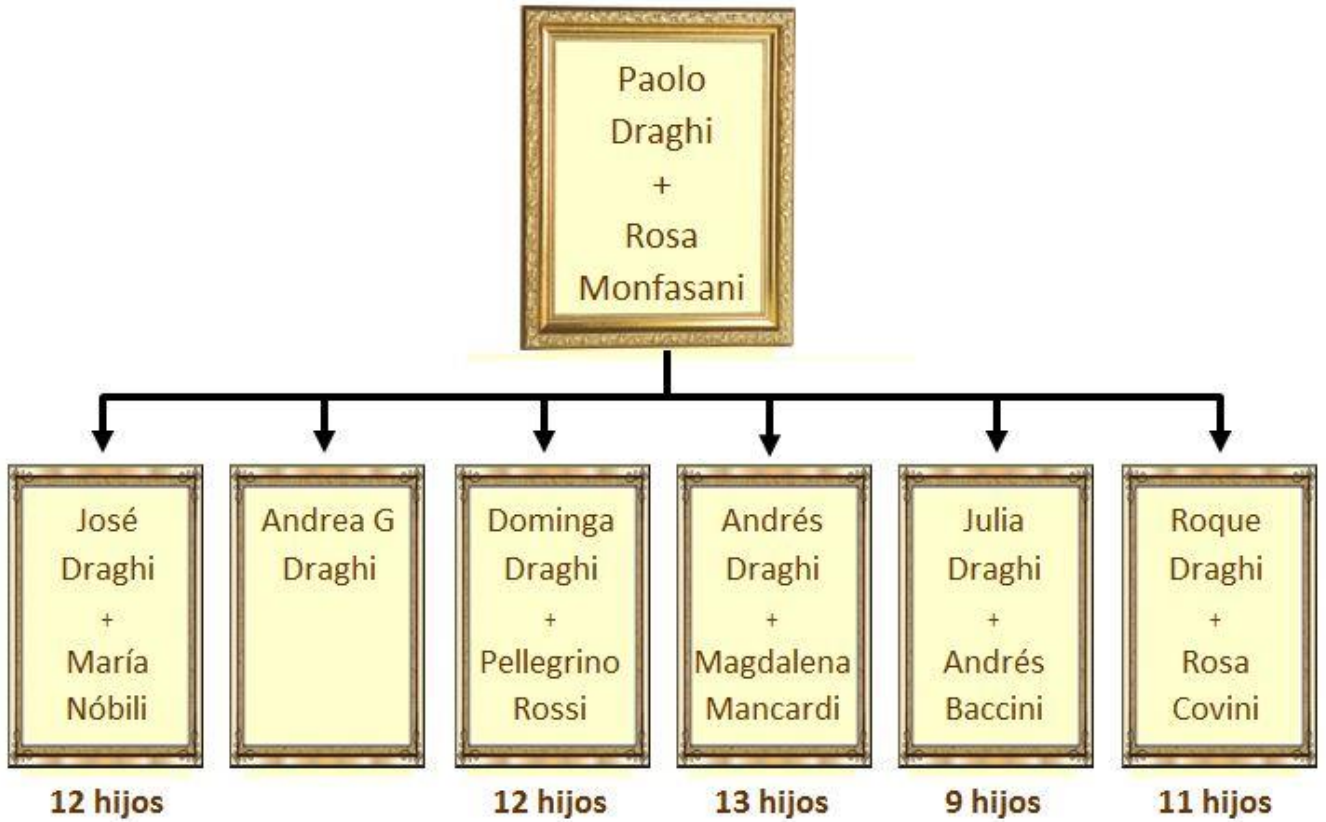 Paolo
Draghi
+
Rosa
Monfasani
José
Draghi
+
María
Nóbili
12 hijos
Andrea G
Draghi
Dominga
Draghi
+
Pellegrino
Rossi
12 hijos
Andrés
Draghi
+
Magdalena
Mancardi
13 hijos
Julia
Draghi
+
Andrés
Baccini
9 hijos
Roque
Draghi
+
Rosa
Covini
11 hijos